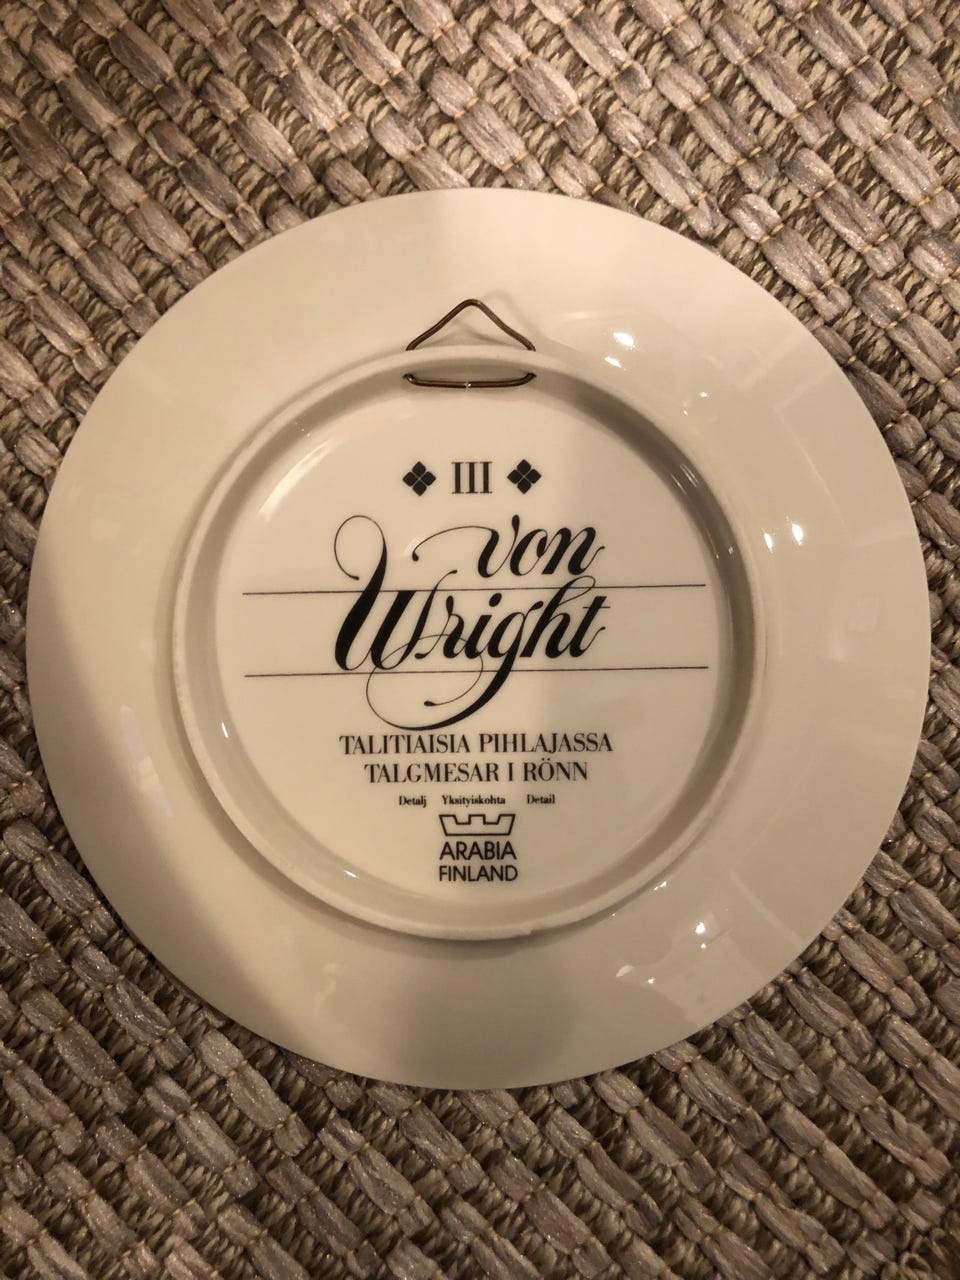 III
von
Wright
TALITIAISIA PIHLAJASSA
TALGMESAR I RÖNN
Detalj Yksityiskohta Detail
ARABIA
FINLAND